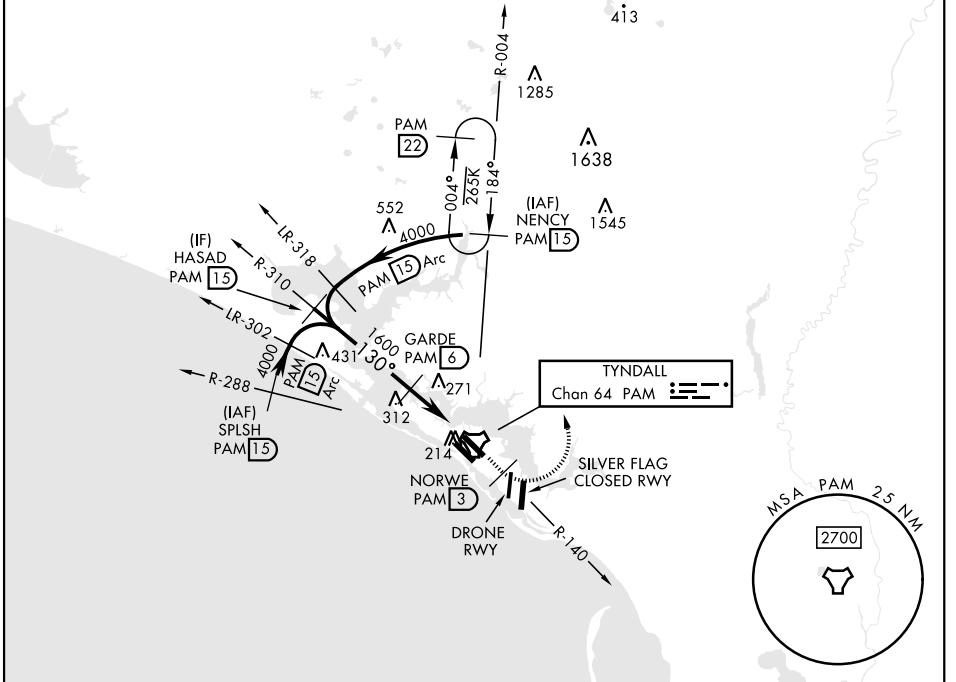 413
R-004
1285
PAM
22
1638
004°
265K
184°
(IAF)
NENCY
PAM 15
1545
552
4000
LR-318
PAM 15 Arc
(IF)
HASAD
PAM 15
R-310
LR-302
4000
PAM 15 Arc
431
1600
130°
GARDE
PAM 6
271
312
R-288
(IAF)
SPLSH
PAM 15
TYNDALL
Chan 64 PAM
214
NORWE
PAM 3
SILVER FLAG
CLOSED RWY
DRONE
RWY
R-140
MSA PAM 25 NM
2700